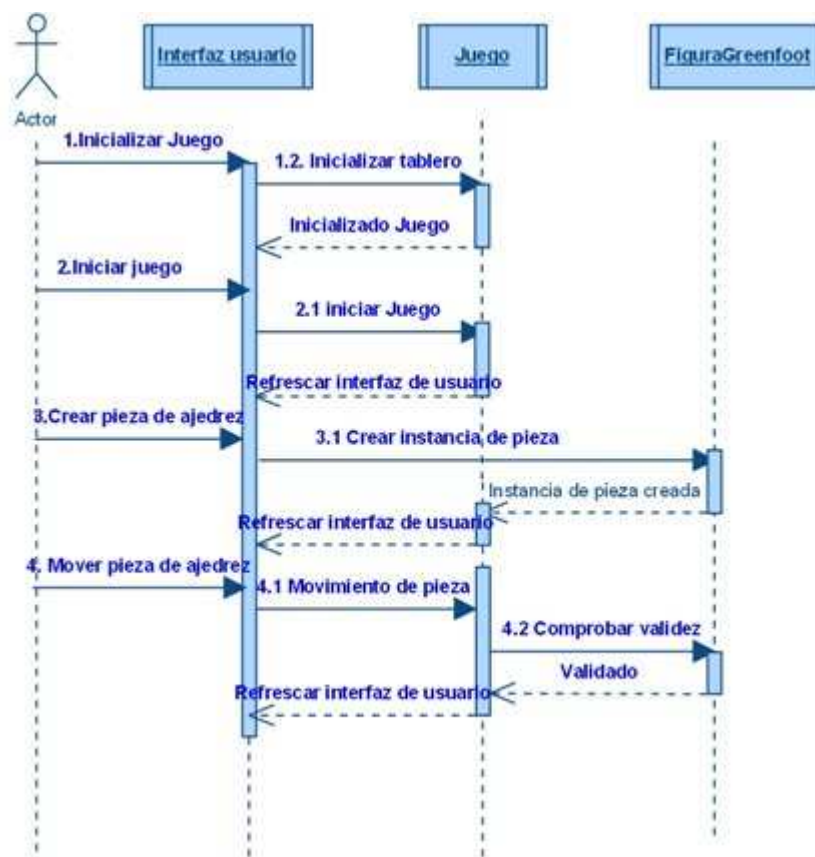 Interfaz usuario
Juego
FiguraGreenfoot
Actor
1.Inicializar Juego
1.2. Inicializar tablero
Inicializado Juego
2.Iniciar juego
2.1 Iniciar Juego
Refrescar interfaz de usuario
3.Crear pieza de ajedrez
3.1 Crear instancia de pieza
Instancia de pieza creada
Refrescar interfaz de usuario
4. Mover pieza de ajedrez
4.1 Movimiento de pieza
4.2 Comprobar validez
Validado
Refrescar interfaz de usuario